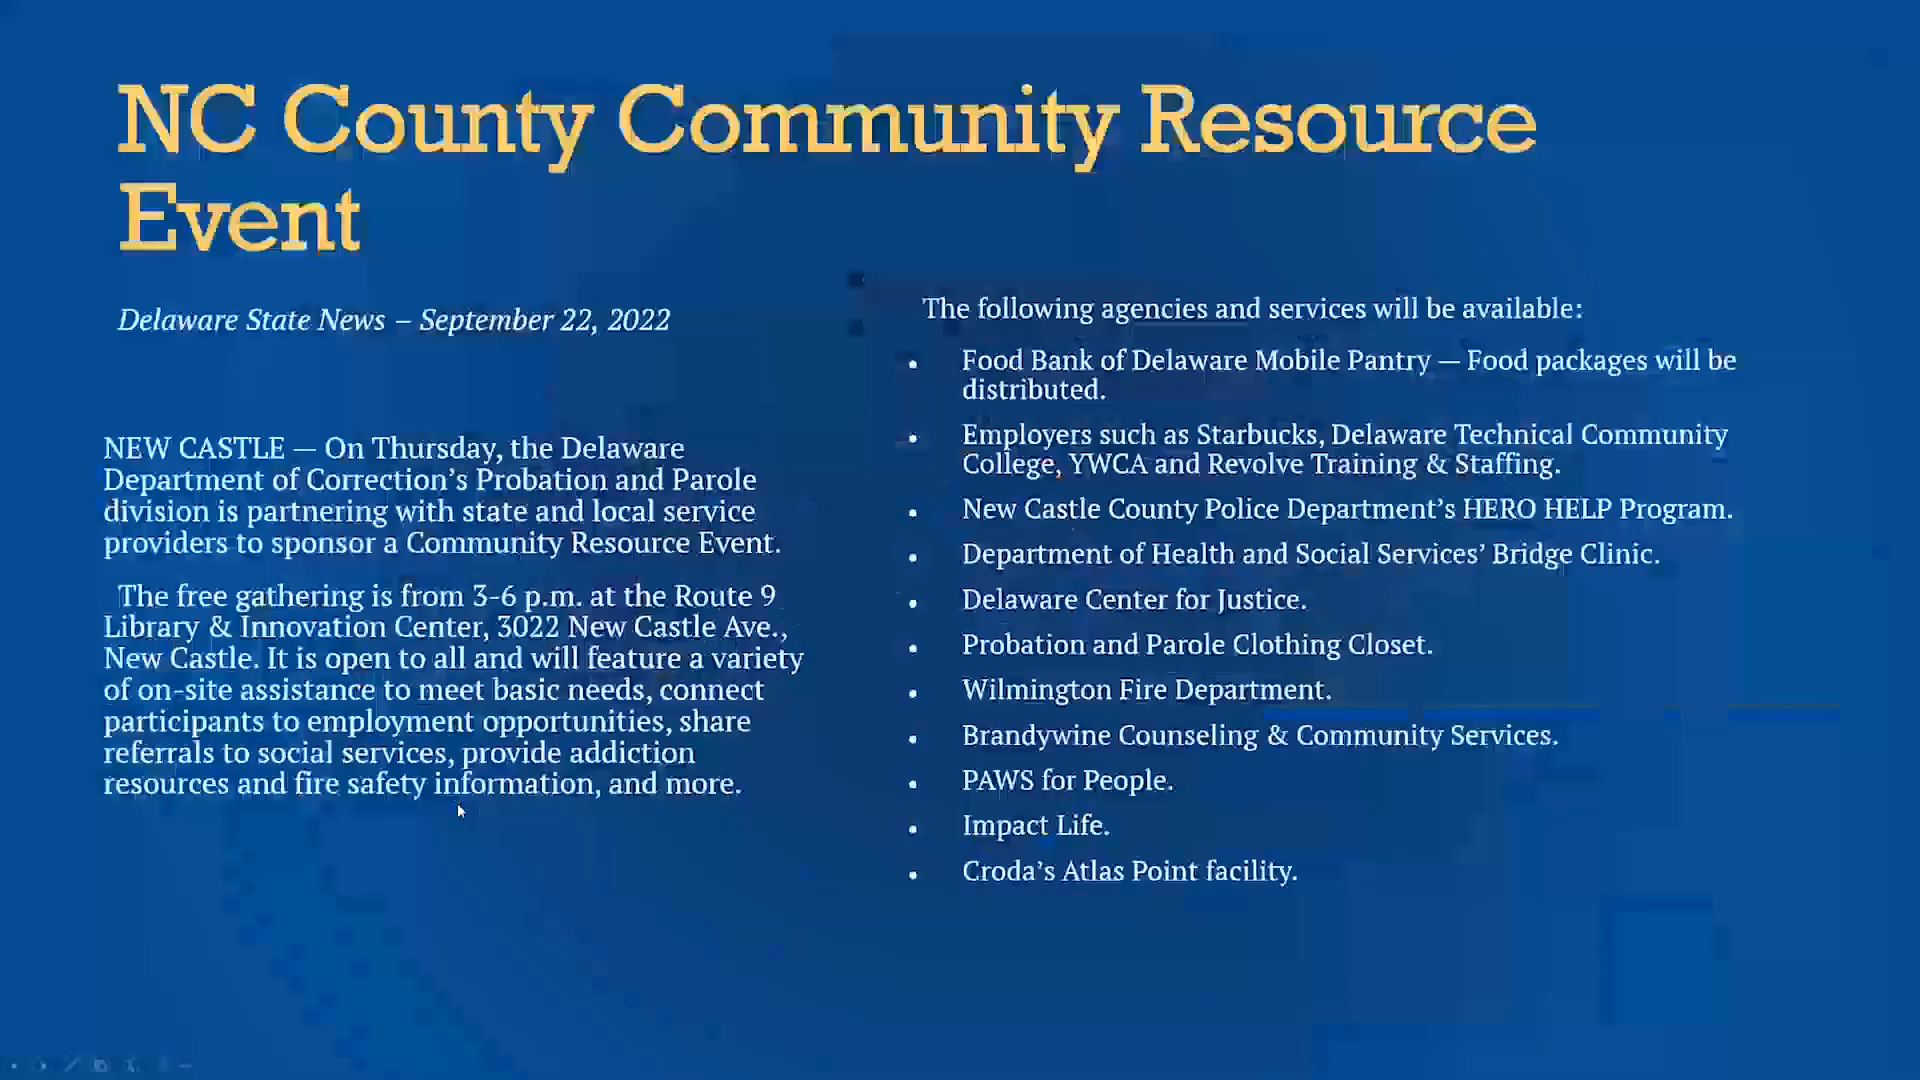 NC County Community Resource
Event
Delaware State News – September 22, 2022
NEW CASTLE — On Thursday, the Delaware
Department of Correction’s Probation and Parole
division is partnering with state and local service
providers to sponsor a Community Resource Event.
The free gathering is from 3-6 p.m. at the Route 9
Library & Innovation Center, 3022 New Castle Ave.,
New Castle. It is open to all and will feature a variety
of on-site assistance to meet basic needs, connect
participants to employment opportunities, share
referrals to social services, provide addiction
resources and fire safety information, and more.
The following agencies and services will be available:
• Food Bank of Delaware Mobile Pantry — Food packages will be
distributed.
• Employers such as Starbucks, Delaware Technical Community
College, YWCA and Revolve Training & Staffing.
• New Castle County Police Department’s HERO HELP Program.
• Department of Health and Social Services’ Bridge Clinic.
• Delaware Center for Justice.
• Probation and Parole Clothing Closet.
• Wilmington Fire Department.
• Brandywine Counseling & Community Services.
• PAWS for People.
• Impact Life.
• Croda’s Atlas Point facility.